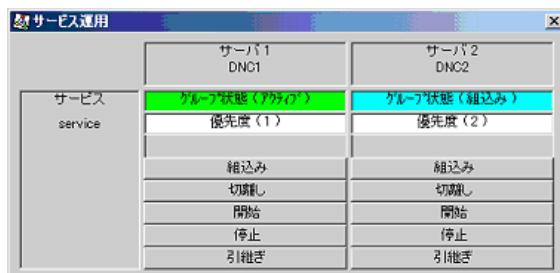 サービス運用
サーバ1 サーバ2
DNC1 DNC2
サービス グループ状態(アクティブ) グループ状態(組込み)
service 優先度(1) 優先度(2)
組込み 組込み
切離し 切離し
開始 開始
停止 停止
引継ぎ 引継ぎ